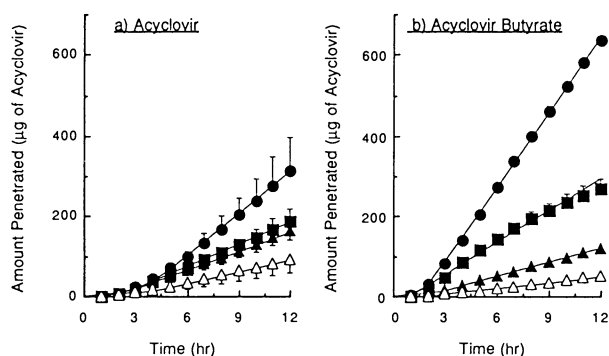 a) Acyclovir
b) Acyclovir Butyrate
Amount Penetrated (μg of Acyclovir)
600
400
200
0
0 3 6 9 12
Time (hr)
Amount Penetrated (μg of Acyclovir)
600
400
200
0
0 3 6 9 12
Time (hr)